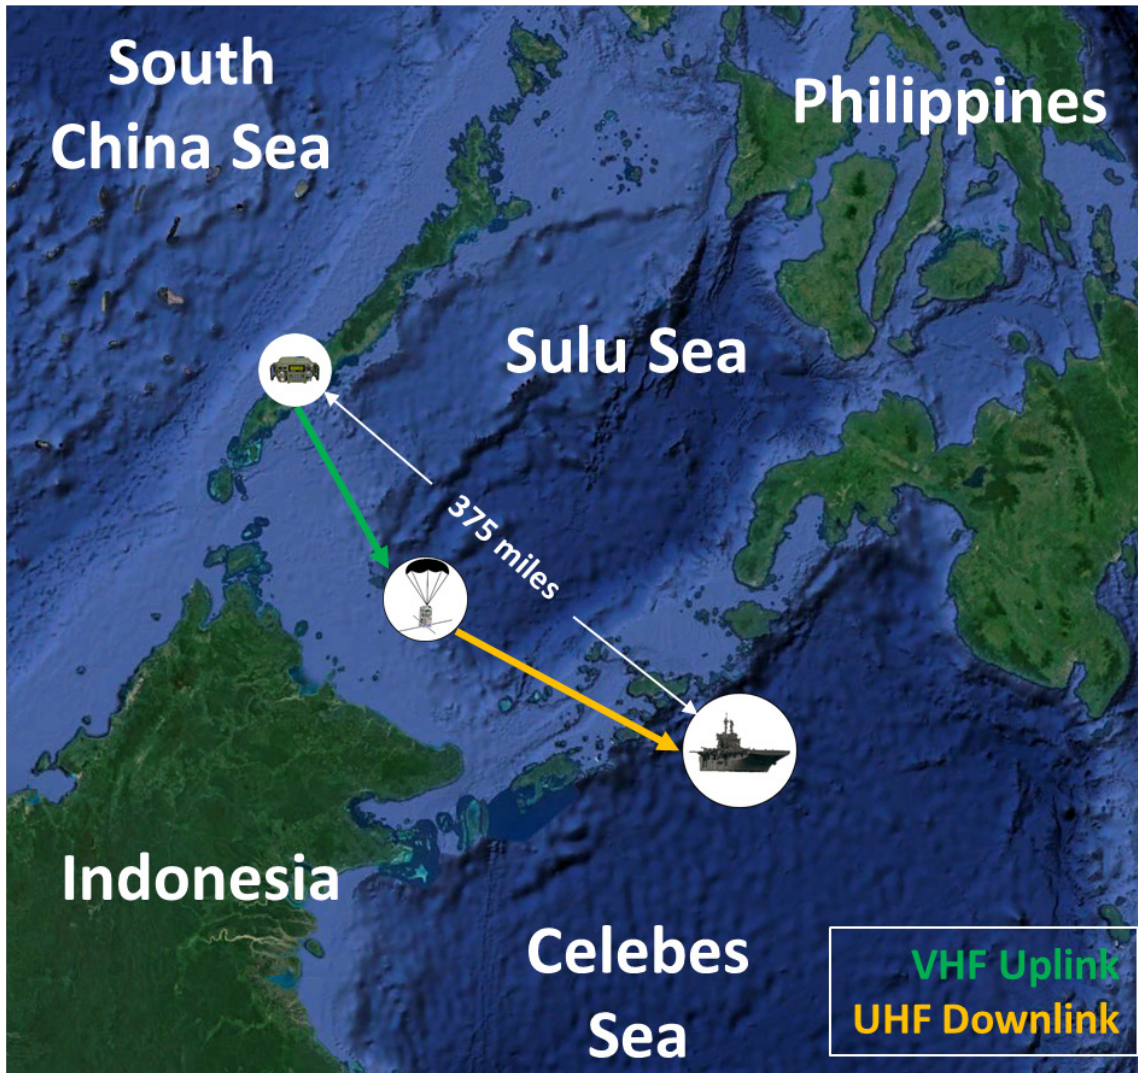 South
China Sea
Philippines
Sulu Sea
375 miles
Indonesia
Celebes
Sea
VHF Uplink
UHF Downlink